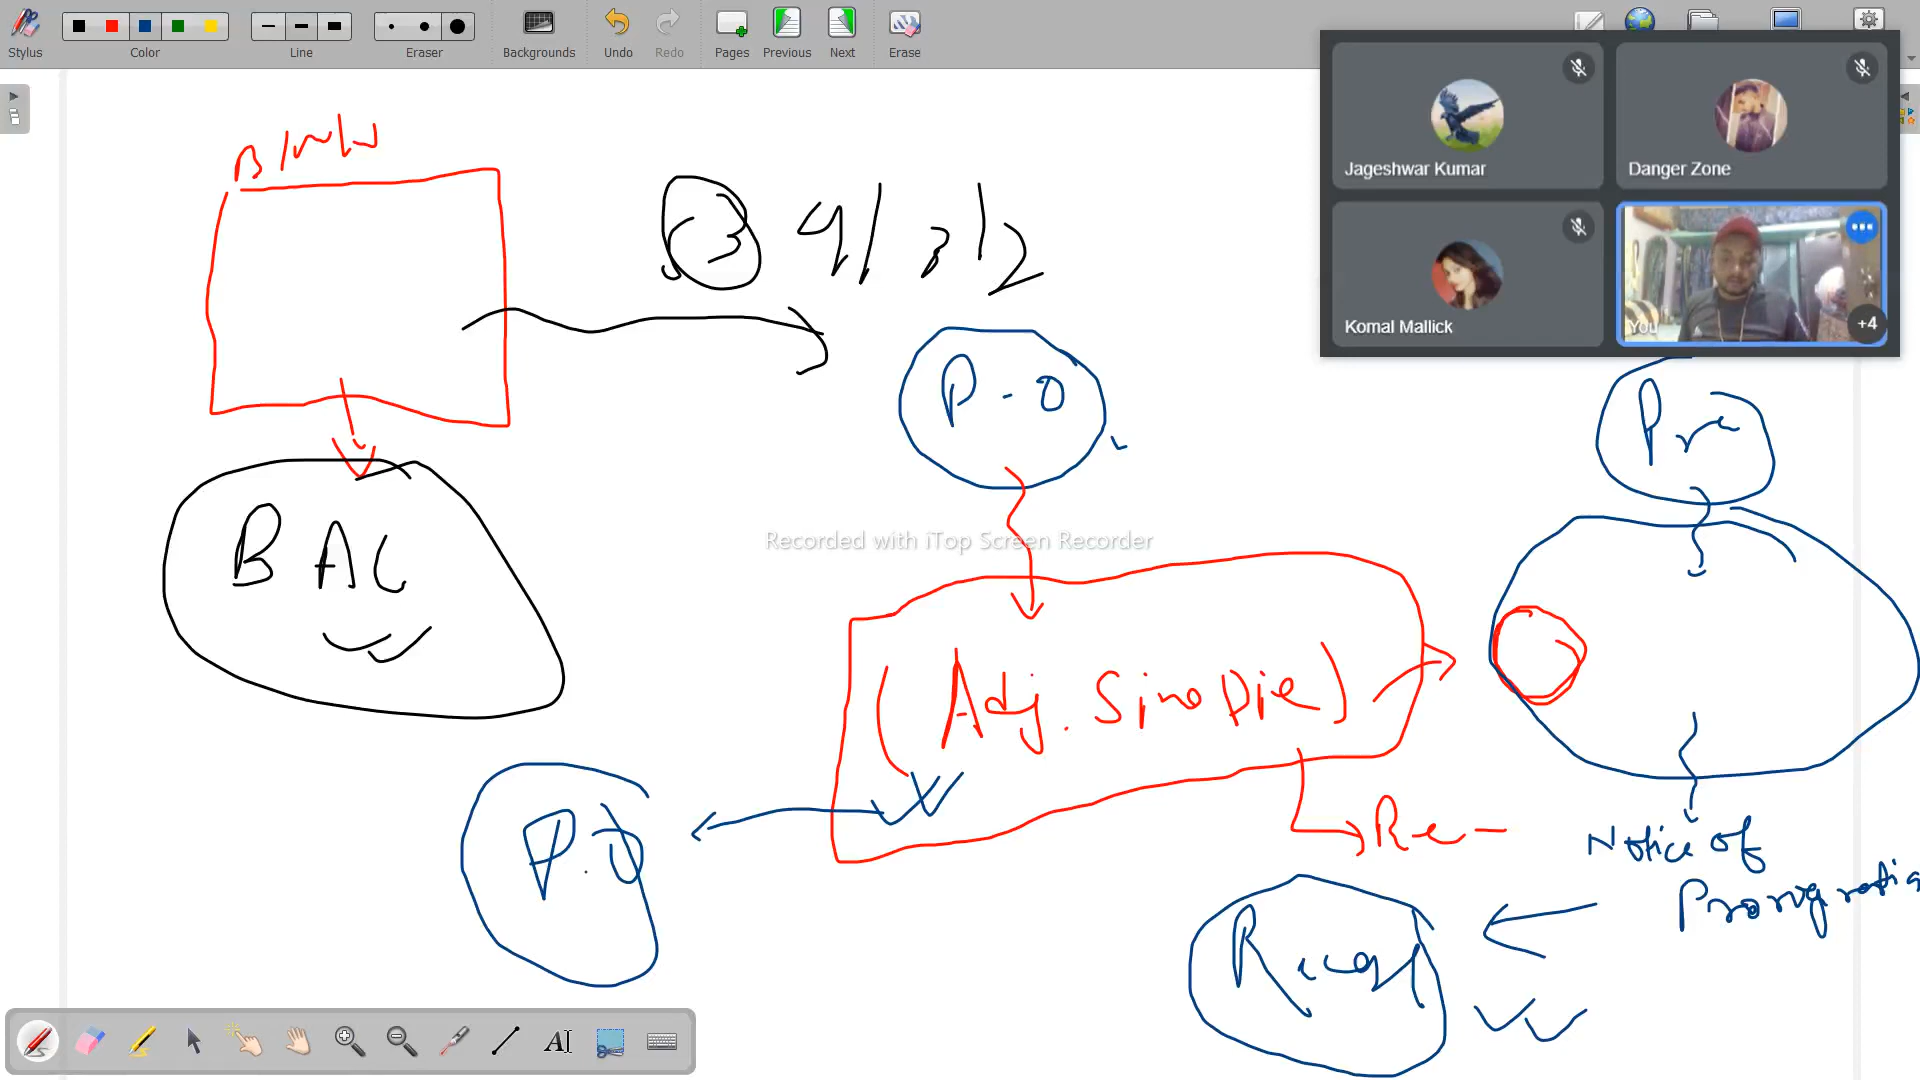 Stylus
Color
Line
Eraser
Backgrounds
Undo
Redo
Pages
Previous
Next
Erase
Jageshwar Kumar
Danger Zone
Komal Mallick
You
+4
P-O
Pre
Recorded with iTop Screen Recorder
BAC
(Adj. Sine Die)
P.O
Re-
Notice of
Prorogatio